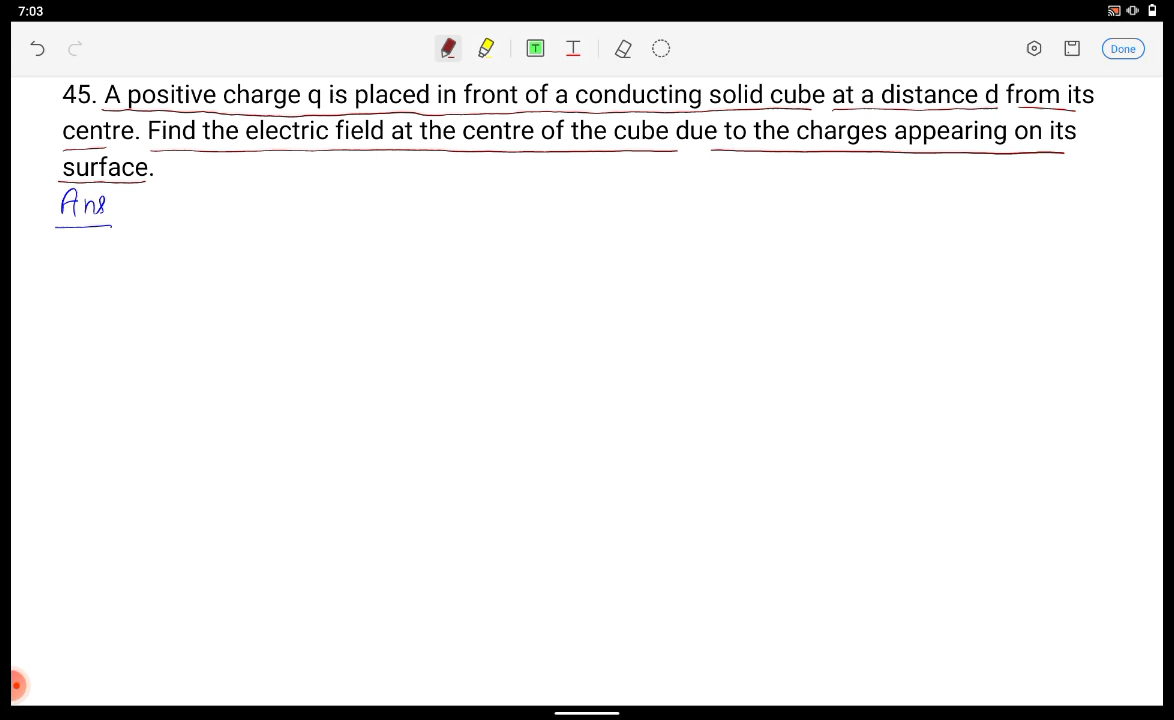 7:03
T
T
Done
45. A positive charge q is placed in front of a conducting solid cube at a distance d from its
centre. Find the electric field at the centre of the cube due to the charges appearing on its
surface.
Ans